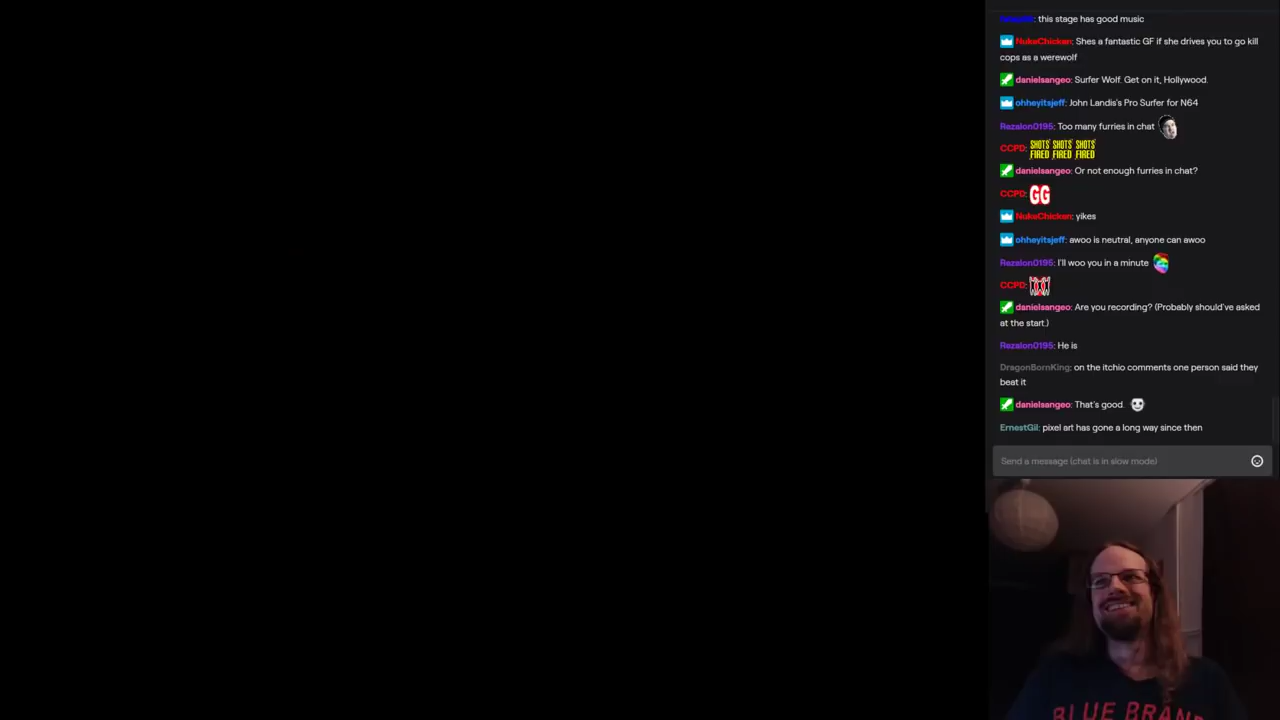 : this stage has good music
NukeChicken: Shes a fantastic GF if she drives you to go kill
cops as a werewolf
danielsangeo: Surfer Wolf. Get on it, Hollywood.
ohheyitsjeff: John Landis's Pro Surfer for N64
Rezalon0195: Too many furries in chat
CCPD: SHOTS FIRED SHOTS FIRED SHOTS FIRED
danielsangeo: Or not enough furries in chat?
CCPD: GG
NukeChicken: yikes
ohheyitsjeff: awoo is neutral, anyone can awoo
Rezalon0195: I'll woo you in a minute
CCPD:
danielsangeo: Are you recording? (Probably should've asked
at the start.)
Rezalon0195: He is
DragonBornKing: on the itchio comments one person said they
beat it
danielsangeo: That's good.
ErnestGil: pixel art has gone a long way since then
Send a message (chat is in slow mode)
BLUE BRAND